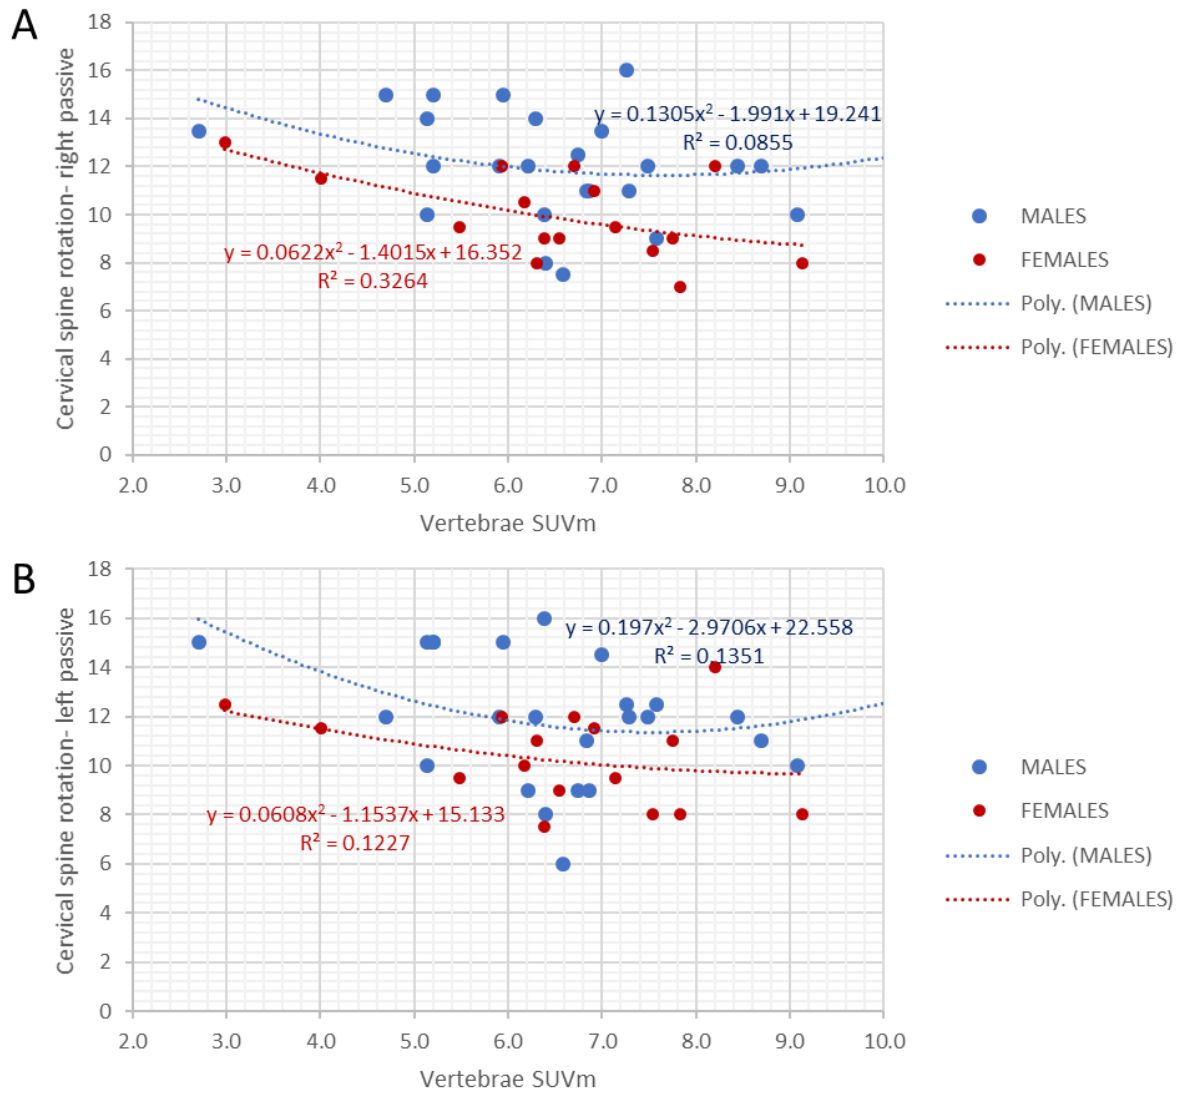 A
Cervical spine rotation- right passive
18
16
14
12
10
8
6
4
2
0
y = 0.1305x² - 1.991x + 19.241
R² = 0.0855
y = 0.0622x² - 1.4015x + 16.352
R² = 0.3264
2.0 3.0 4.0 5.0 6.0 7.0 8.0 9.0 10.0
Vertebrae SUVm
MALES
FEMALES
Poly. (MALES)
Poly. (FEMALES)
B
Cervical spine rotation- left passive
18
16
14
12
10
8
6
4
2
0
y = 0.197x² - 2.9706x + 22.558
R² = 0.1351
y = 0.0608x² - 1.1537x + 15.133
R² = 0.1227
2.0 3.0 4.0 5.0 6.0 7.0 8.0 9.0 10.0
Vertebrae SUVm
MALES
FEMALES
Poly. (MALES)
Poly. (FEMALES)